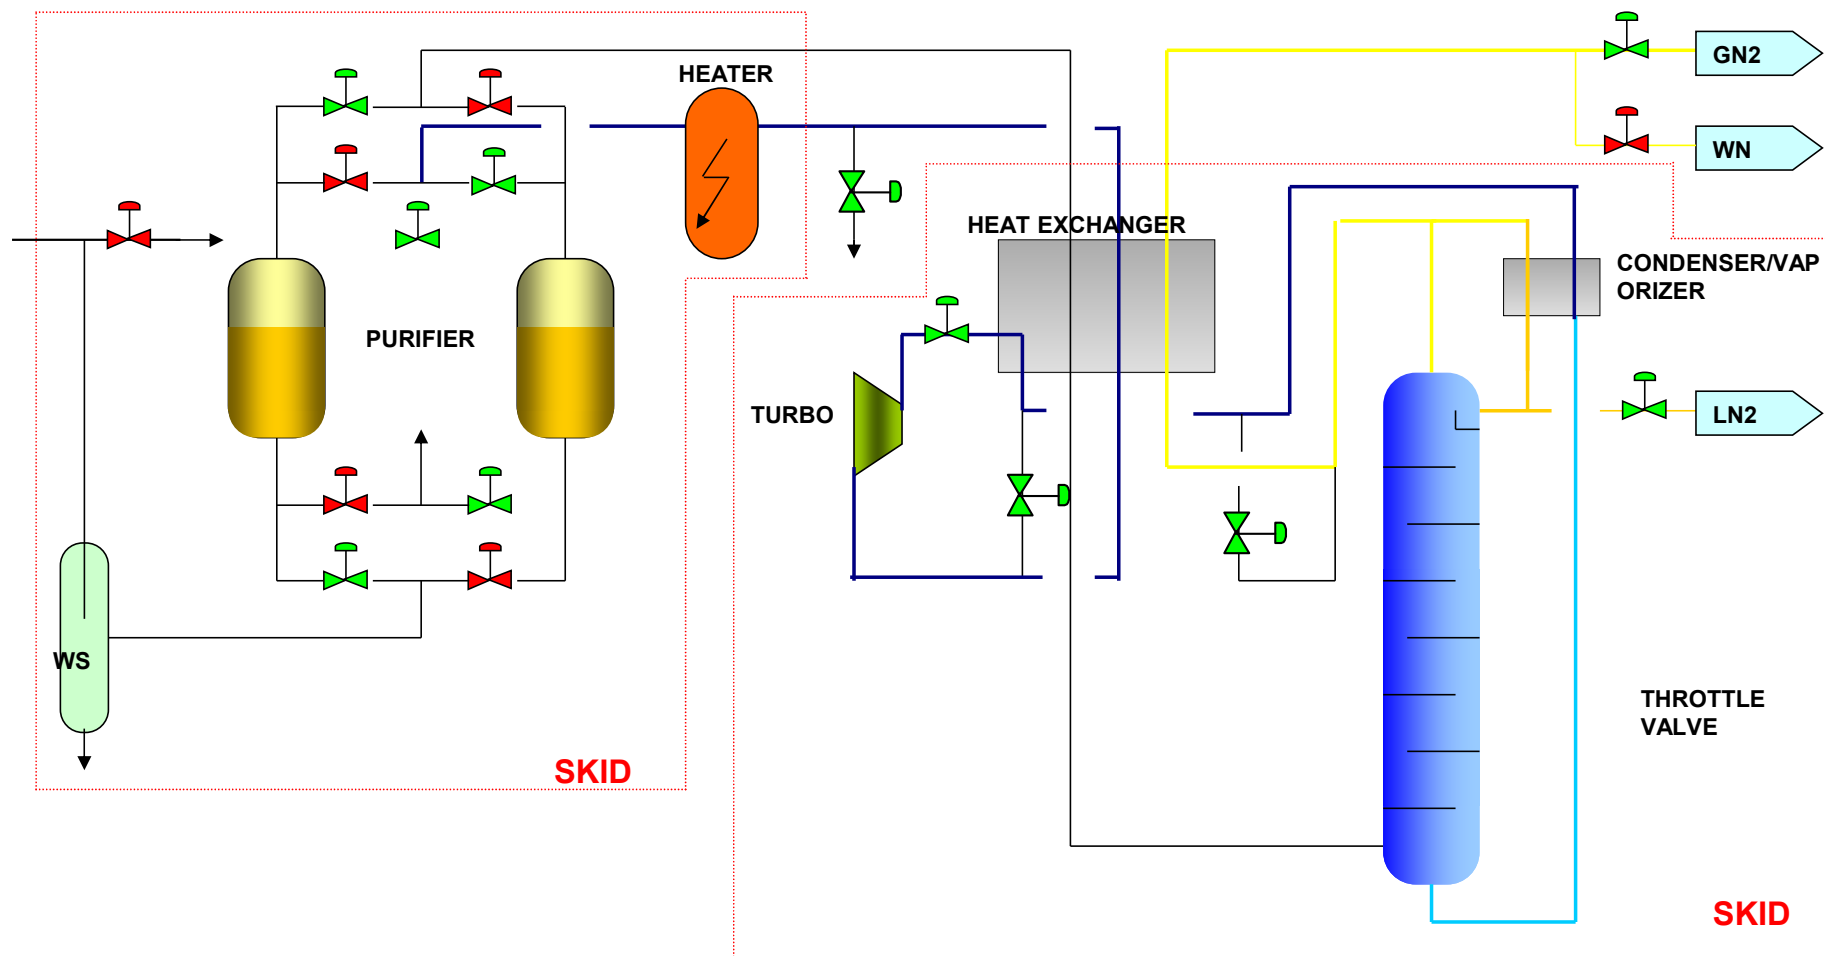 HEATER
GN2
WN
HEAT EXCHANGER
CONDENSER/VAP
ORIZER
PURIFIER
TURBO
LN2
WS
THROTTLE
VALVE
SKID
SKID